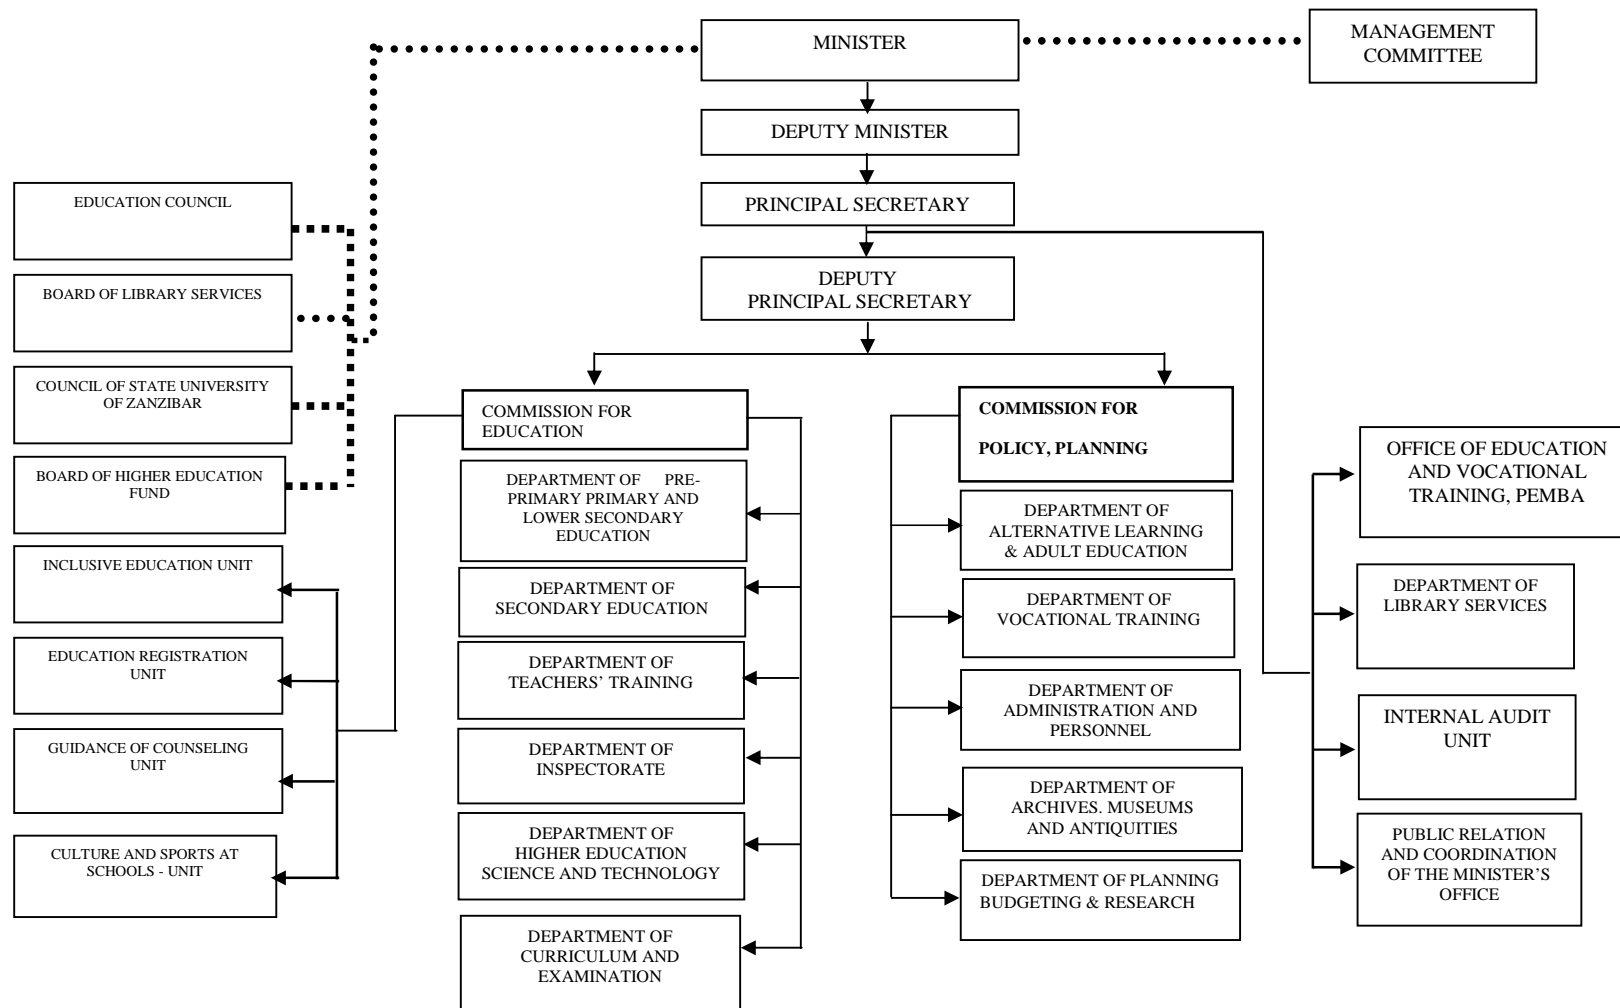 MINISTER
MANAGEMENT
COMMITTEE
DEPUTY MINISTER
PRINCIPAL SECRETARY
DEPUTY
PRINCIPAL SECRETARY
EDUCATION COUNCIL
BOARD OF LIBRARY SERVICES
COUNCIL OF STATE UNIVERSITY
OF ZANZIBAR
BOARD OF HIGHER EDUCATION
FUND
INCLUSIVE EDUCATION UNIT
EDUCATION REGISTRATION
UNIT
GUIDANCE OF COUNSELING
UNIT
CULTURE AND SPORTS AT
SCHOOLS - UNIT
COMMISSION FOR
EDUCATION
DEPARTMENT OF PRE-
PRIMARY PRIMARY AND
LOWER SECONDARY
EDUCATION
DEPARTMENT OF
SECONDARY EDUCATION
DEPARTMENT OF
TEACHERS’ TRAINING
DEPARTMENT OF
INSPECTORATE
DEPARTMENT OF
HIGHER EDUCATION
SCIENCE AND TECHNOLOGY
DEPARTMENT OF
CURRICULUM AND
EXAMINATION
COMMISSION FOR
POLICY, PLANNING
DEPARTMENT OF
ALTERNATIVE LEARNING
& ADULT EDUCATION
DEPARTMENT OF
VOCATIONAL TRAINING
DEPARTMENT OF
ADMINISTRATION AND
PERSONNEL
DEPARTMENT OF
ARCHIVES. MUSEUMS
AND ANTIQUITIES
DEPARTMENT OF PLANNING
BUDGETING & RESEARCH
OFFICE OF EDUCATION
AND VOCATIONAL
TRAINING, PEMBA
DEPARTMENT OF
LIBRARY SERVICES
INTERNAL AUDIT
UNIT
PUBLIC RELATION
AND COORDINATION
OF THE MINISTER’S
OFFICE